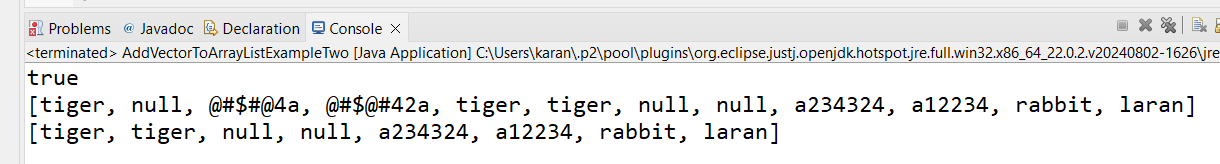 Problems @ Javadoc Declaration Console
<terminated> AddVectorToArrayListExampleTwo [Java Application] C:\Users\karan\.p2\pool\plugins\org.eclipse.justj.openjdk.hotspot.jre.full.win32.x86_64_22.0.2.v20240802-1626\jre
true
[tiger, null, @#$#@4a, @#$@#42a, tiger, tiger, null, null, a234324, a12234, rabbit, laran]
[tiger, tiger, null, null, a234324, a12234, rabbit, laran]